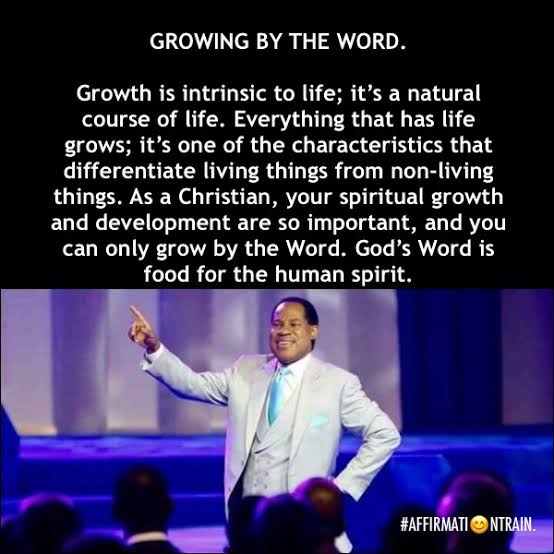 GROWING BY THE WORD.
Growth is intrinsic to life; it’s a natural
course of life. Everything that has life
grows; it’s one of the characteristics that
differentiate living things from non-living
things. As a Christian, your spiritual growth
and development are so important, and you
can only grow by the Word. God’s Word is
food for the human spirit.
#AFFIRMATI😊NTRAIN.